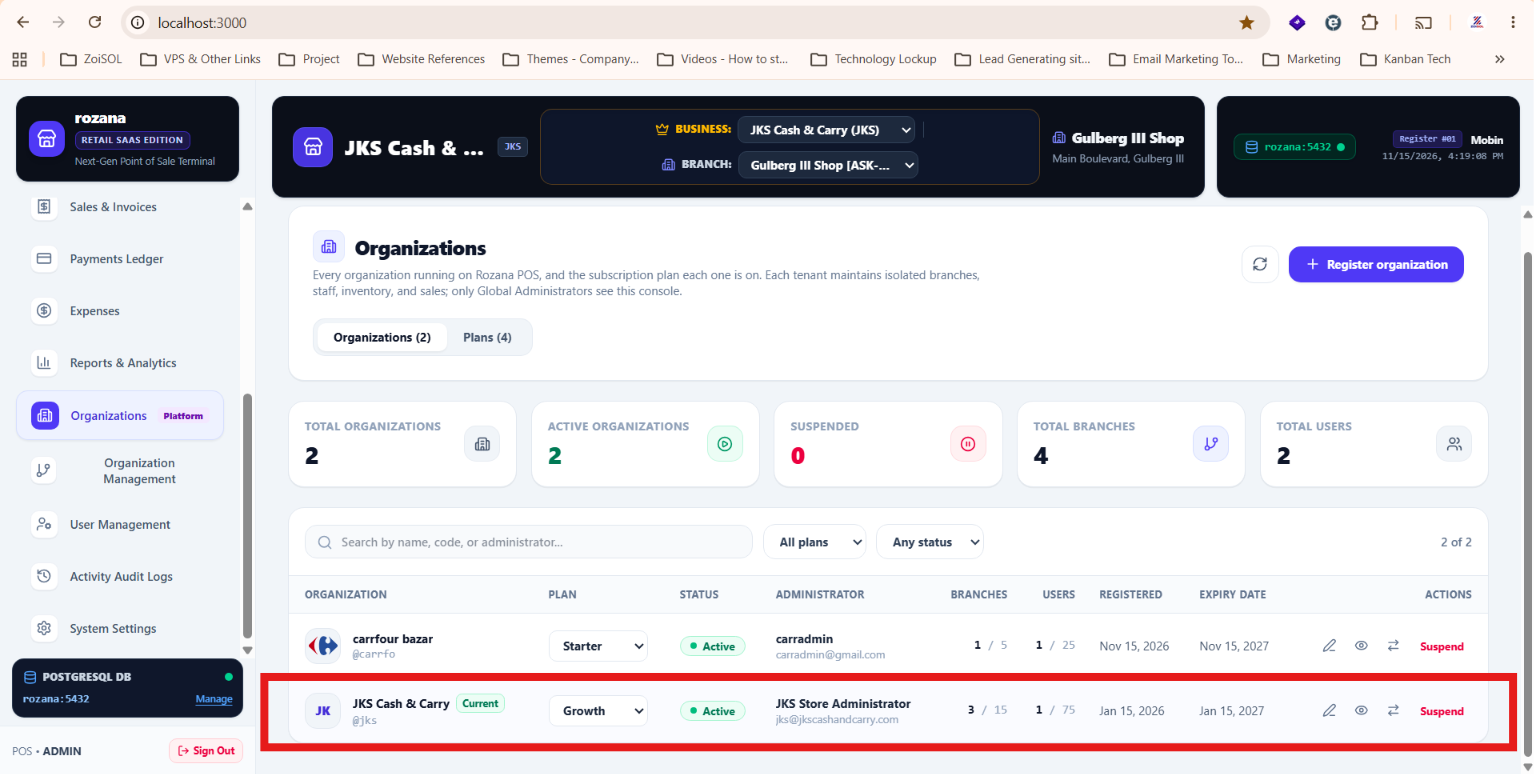 localhost:3000
ZoiSOL
VPS & Other Links
Project
Website References
Themes - Company...
Videos - How to st...
Technology Lockup
Lead Generating sit...
Email Marketing To...
Marketing
Kanban Tech
rozana
RETAIL SAAS EDITION
Next-Gen Point of Sale Terminal
Sales & Invoices
Payments Ledger
Expenses
Reports & Analytics
Organizations Platform
Organization
Management
User Management
Activity Audit Logs
System Settings
POSTGRESQL DB
rozana:5432 Manage
POS • ADMIN Sign Out
JKS Cash & ... JKS
BUSINESS: JKS Cash & Carry (JKS)
BRANCH: Gulberg III Shop [ASK-...
Gulberg III Shop
Main Boulevard, Gulberg III
rozana:5432
Register #01 Mobin
11/15/2026, 4:19:08 PM
Organizations
Every organization running on Rozana POS, and the subscription plan each one is on. Each tenant maintains isolated branches,
staff, inventory, and sales; only Global Administrators see this console.
+ Register organization
Organizations (2) Plans (4)
TOTAL ORGANIZATIONS
2
ACTIVE ORGANIZATIONS
2
SUSPENDED
0
TOTAL BRANCHES
4
TOTAL USERS
2
Search by name, code, or administrator... All plans Any status 2 of 2
ORGANIZATION PLAN STATUS ADMINISTRATOR BRANCHES USERS REGISTERED EXPIRY DATE ACTIONS
carrfour bazar Starter Active carradmin 1 / 5 1 / 25 Nov 15, 2026 Nov 15, 2027 Suspend
@carrfo carradmin@gmail.com
JK JKS Cash & Carry Current Growth Active JKS Store Administrator 3 / 15 1 / 75 Jan 15, 2026 Jan 15, 2027 Suspend
@jks jks@jkscashandcarry.com